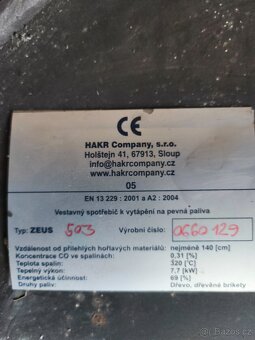 CE
HAKR Company, s.r.o.
Holštejn 41, 67913, Sloup
info@hakrcompany.cz
www.hakrcompany.cz
05
EN 13 229 : 2001 a A2 : 2004
Vestavný spotřebič k vytápění na pevná paliva
Typ: ZEUS 503 Výrobní číslo: 0660129
Vzdálenost od přilehlých hořlavých materiálů: nejméně 140 [cm]
Koncentrace CO ve spalinách: 0,31 [%]
Teplota spalin: 320 [°C]
Tepelný výkon: 7,7 [kW]
Energetická účinnost: 69 [%]
Druhy paliv: Dřevo, dřevěné brikety